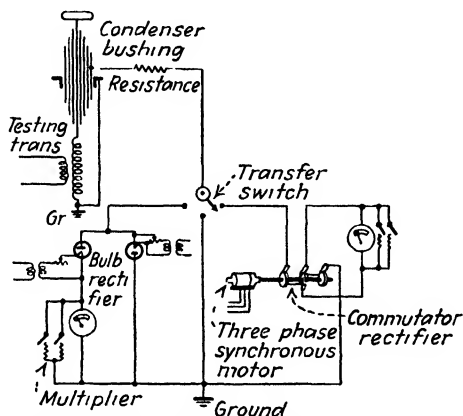 Condenser
bushing
Resistance
Testing
trans
Transfer
switch
Gr
Bulb
recti
fier
Three phase
synchronous
motor
Commutator
rectifier
Multiplier
Ground